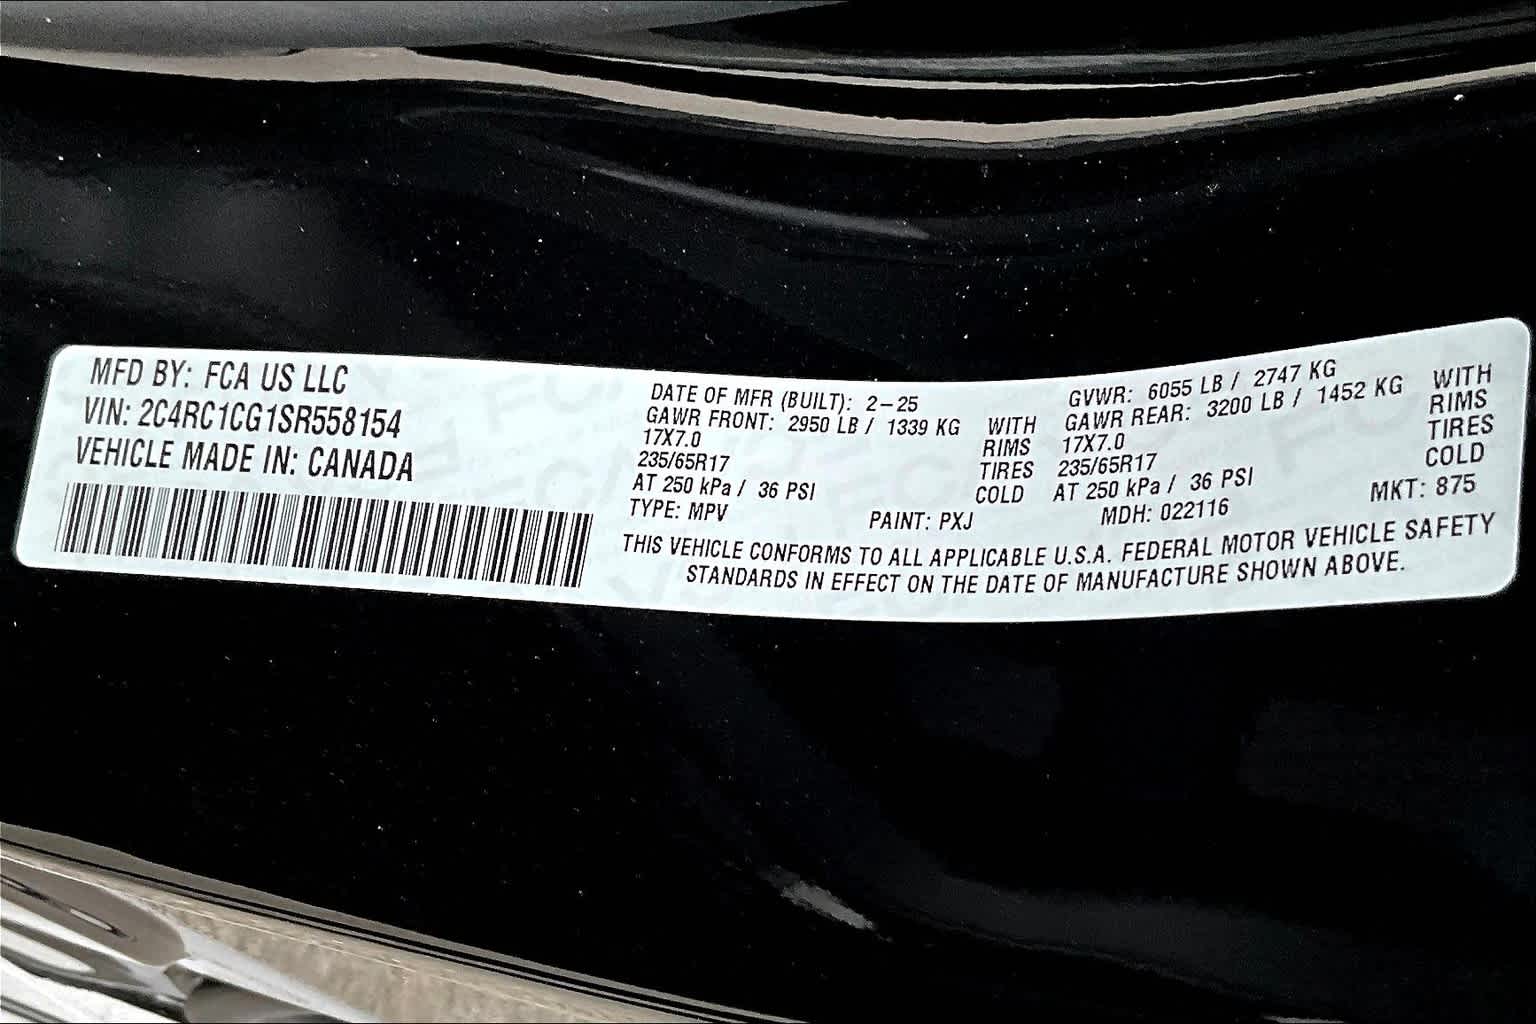 MFD BY: FCA US LLC
VIN: 2C4RC1CG1SR558154
VEHICLE MADE IN: CANADA
DATE OF MFR (BUILT): 2-25
GAWR FRONT: 2950 LB / 1339 KG WITH
17X7.0 RIMS
235/65R17 TIRES
AT 250 kPa / 36 PSI COLD
GVWR: 6055 LB / 2747 KG
GAWR REAR: 3200 LB / 1452 KG WITH
17X7.0 RIMS
235/65R17 TIRES
AT 250 kPa / 36 PSI COLD
TYPE: MPV PAINT: PXJ MDH: 022116 MKT: 875
THIS VEHICLE CONFORMS TO ALL APPLICABLE U.S.A. FEDERAL MOTOR VEHICLE SAFETY
STANDARDS IN EFFECT ON THE DATE OF MANUFACTURE SHOWN ABOVE.